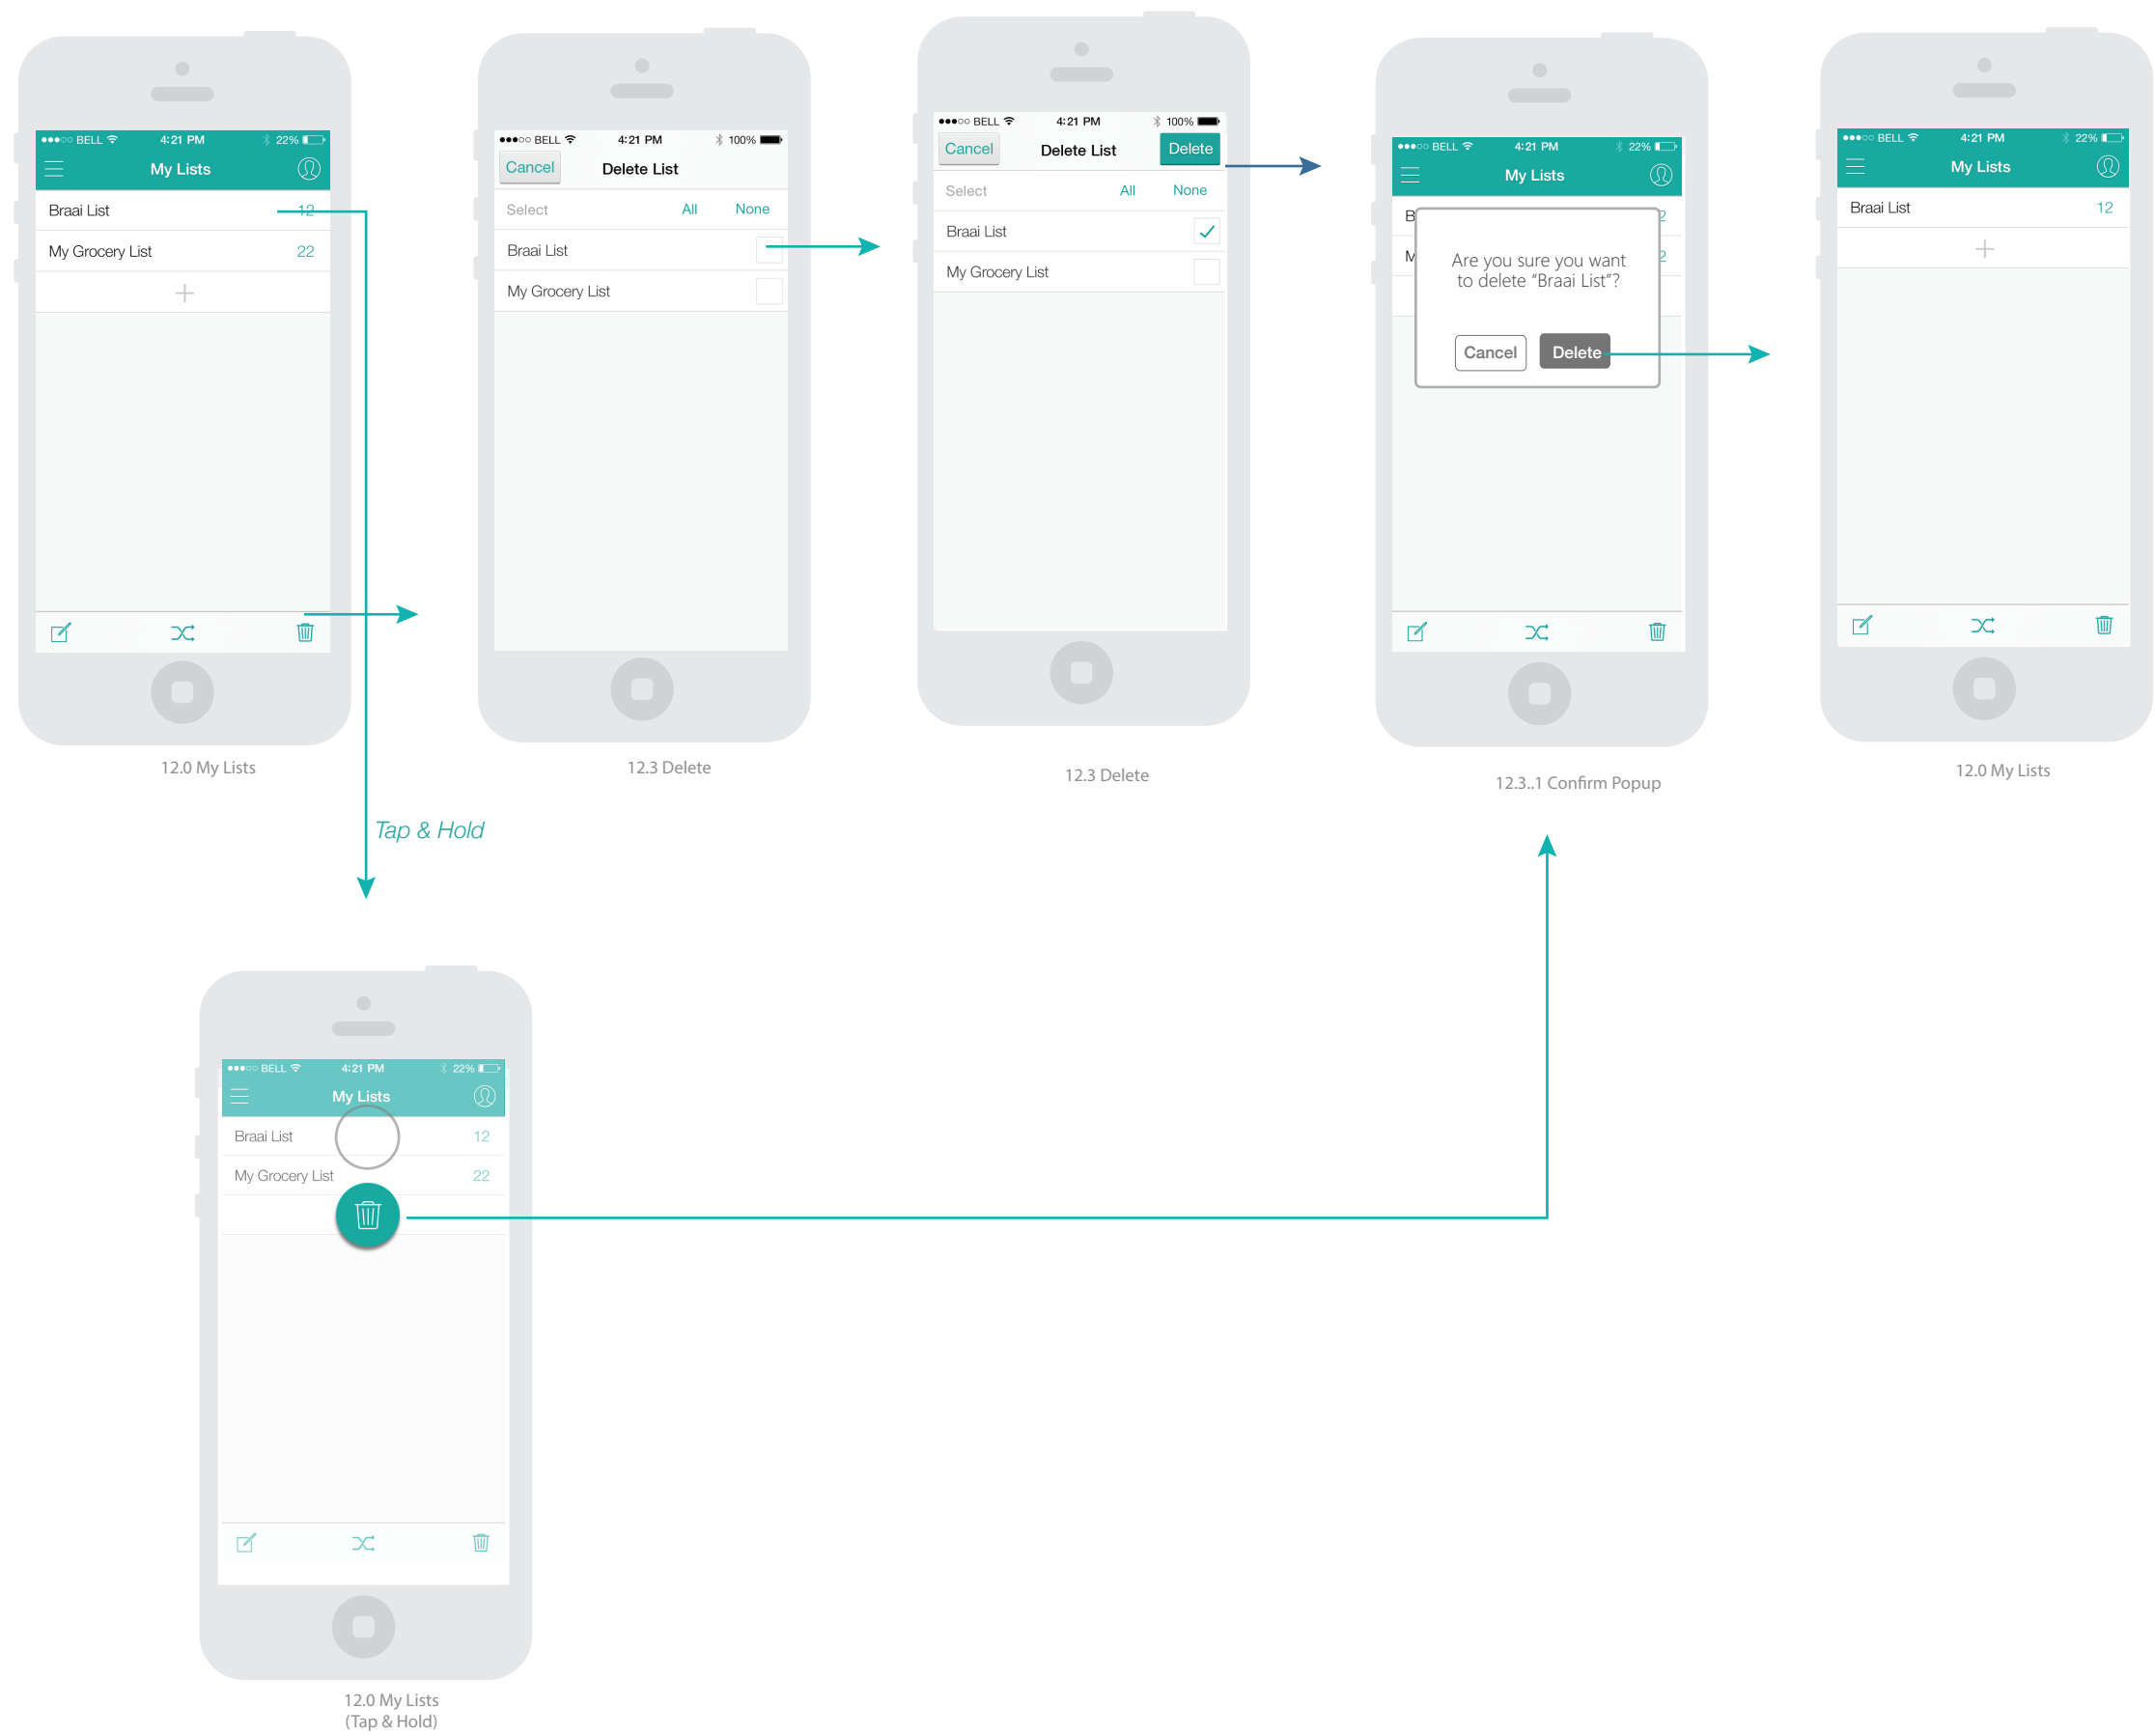 BELL 4:21 PM 22%
My Lists
Braai List 12
My Grocery List 22
12.0 My Lists
BELL 4:21 PM 100%
Cancel Delete List
Select All None
Braai List
My Grocery List
12.3 Delete
BELL 4:21 PM 100%
Cancel Delete List Delete
Select All None
Braai List
My Grocery List
12.3 Delete
BELL 4:21 PM 22%
My Lists
B 2
M 2
Are you sure you want
to delete “Braai List”?
Cancel Delete
12.3..1 Confirm Popup
BELL 4:21 PM 22%
My Lists
Braai List 12
12.0 My Lists
Tap & Hold
BELL 4:21 PM 22%
My Lists
Braai List 12
My Grocery List 22
12.0 My Lists
(Tap & Hold)